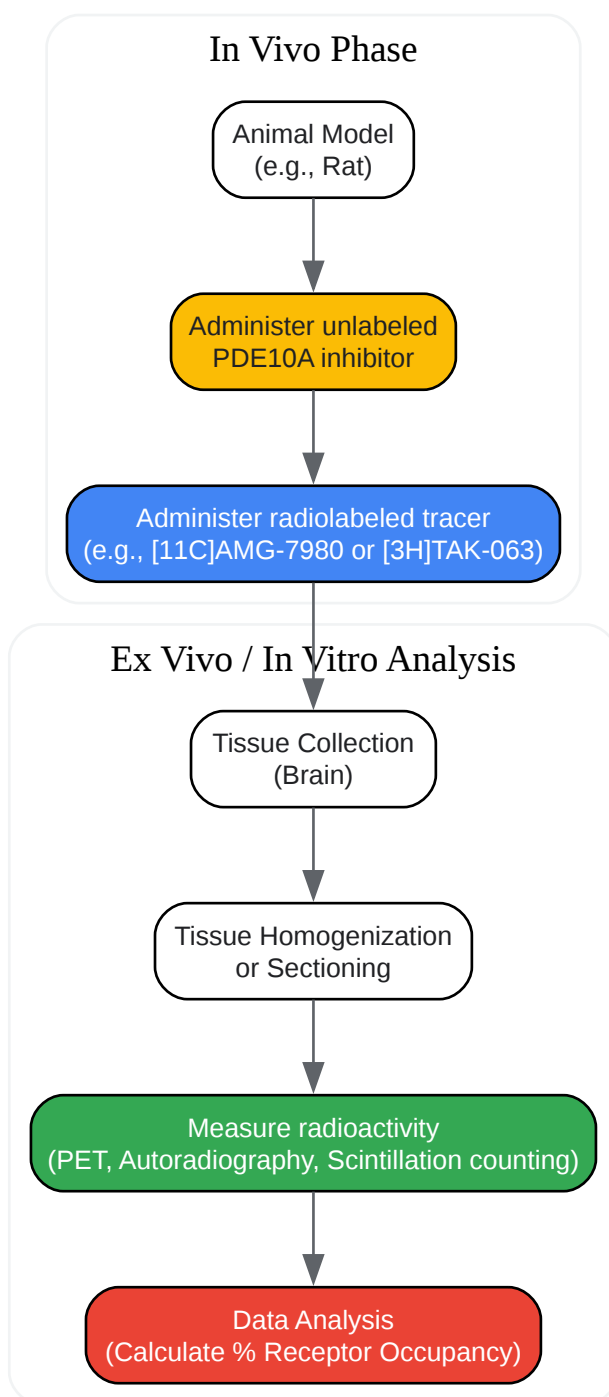 In Vivo Phase
Animal Model
(e.g., Rat)
Administer unlabeled
PDE10A inhibitor
Administer radiolabeled tracer
(e.g., [11C]AMG-7980 or [3H]TAK-063)
Ex Vivo / In Vitro Analysis
Tissue Collection
(Brain)
Tissue Homogenization
or Sectioning
Measure radioactivity
(PET, Autoradiography, Scintillation counting)
Data Analysis
(Calculate % Receptor Occupancy)